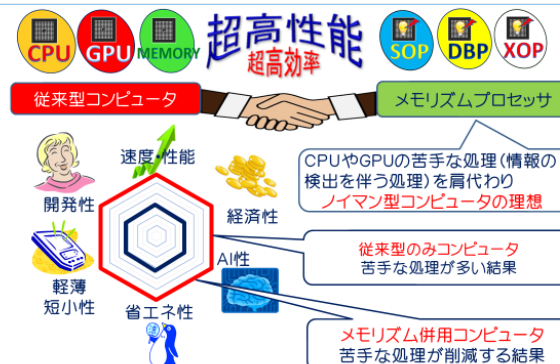 CPU GPU MEMORY
超高性能
超高効率
SOP DBP XOP
従来型コンピュータ
メモリズムプロセッサ
速度・性能
開発性
経済性
軽薄
短小性
AI性
省エネ性
CPUやGPUの苦手な処理(情報の
検出を伴う処理)を肩代わり
ノイマン型コンピュータの理想
従来型のみコンピュータ
苦手な処理が多い結果
メモリズム併用コンピュータ
苦手な処理が削減する結果